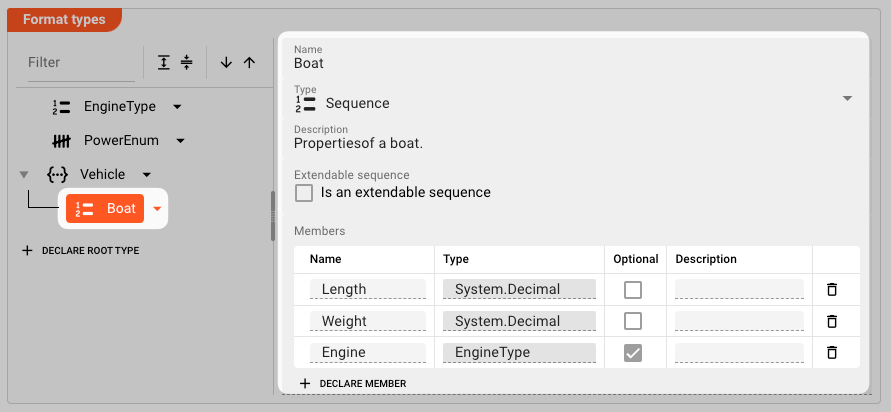 Format types
Filter
EngineType
PowerEnum
Vehicle
Boat
DECLARE ROOT TYPE
Name
Boat
Type
Sequence
Description
Propertiesof a boat.
Extendable sequence
Is an extendable sequence
Members
Name Type Optional Description
Length System.Decimal
Weight System.Decimal
Engine EngineType
DECLARE MEMBER